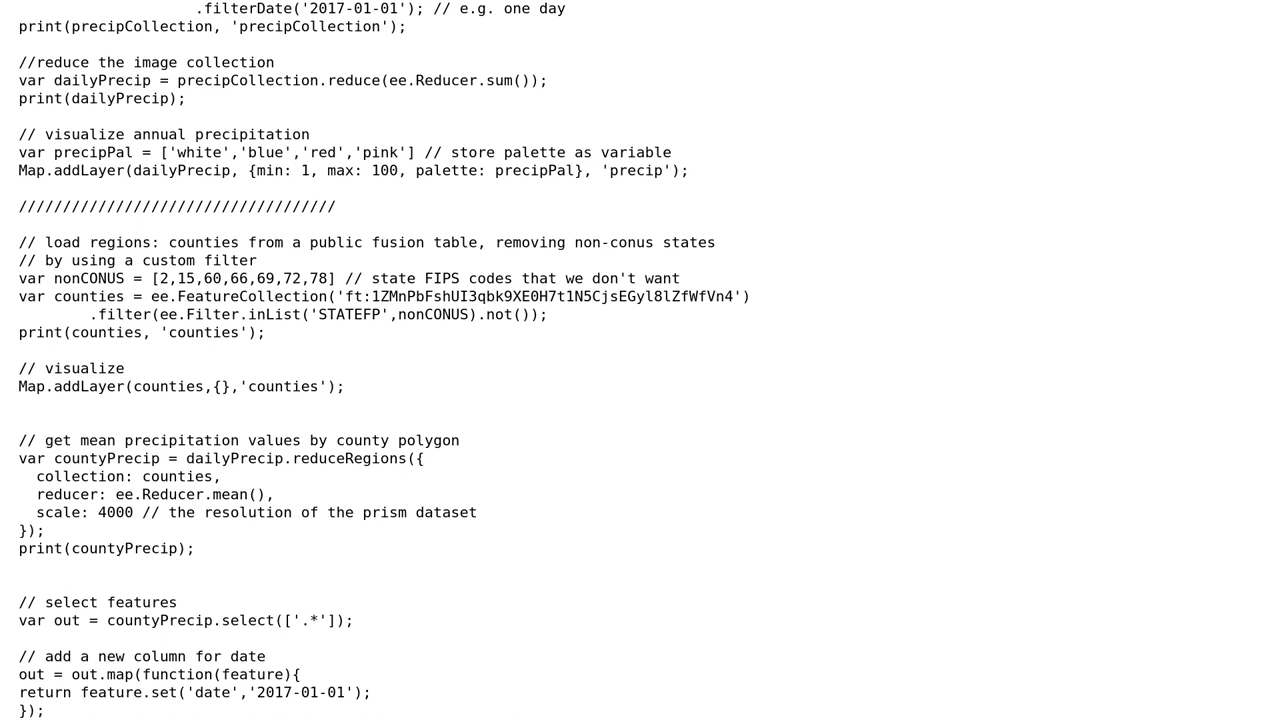 .filterDate('2017-01-01'); // e.g. one day
print(precipCollection, 'precipCollection');
//reduce the image collection
var dailyPrecip = precipCollection.reduce(ee.Reducer.sum());
print(dailyPrecip);
// visualize annual precipitation
var precipPal = ['white','blue','red','pink'] // store palette as variable
Map.addLayer(dailyPrecip, {min: 1, max: 100, palette: precipPal}, 'precip');
////////////////////////////////////
// load regions: counties from a public fusion table, removing non-conus states
// by using a custom filter
var nonCONUS = [2,15,60,66,69,72,78] // state FIPS codes that we don't want
var counties = ee.FeatureCollection('ft:1ZMnPbFshUI3qbk9XE0H7t1N5CjsEGyl8lZfWfVn4')
.filter(ee.Filter.inList('STATEFP',nonCONUS).not());
print(counties, 'counties');
// visualize
Map.addLayer(counties,{},'counties');
// get mean precipitation values by county polygon
var countyPrecip = dailyPrecip.reduceRegions({
collection: counties,
reducer: ee.Reducer.mean(),
scale: 4000 // the resolution of the prism dataset
});
print(countyPrecip);
// select features
var out = countyPrecip.select(['.*']);
// add a new column for date
out = out.map(function(feature){
return feature.set('date','2017-01-01');
});